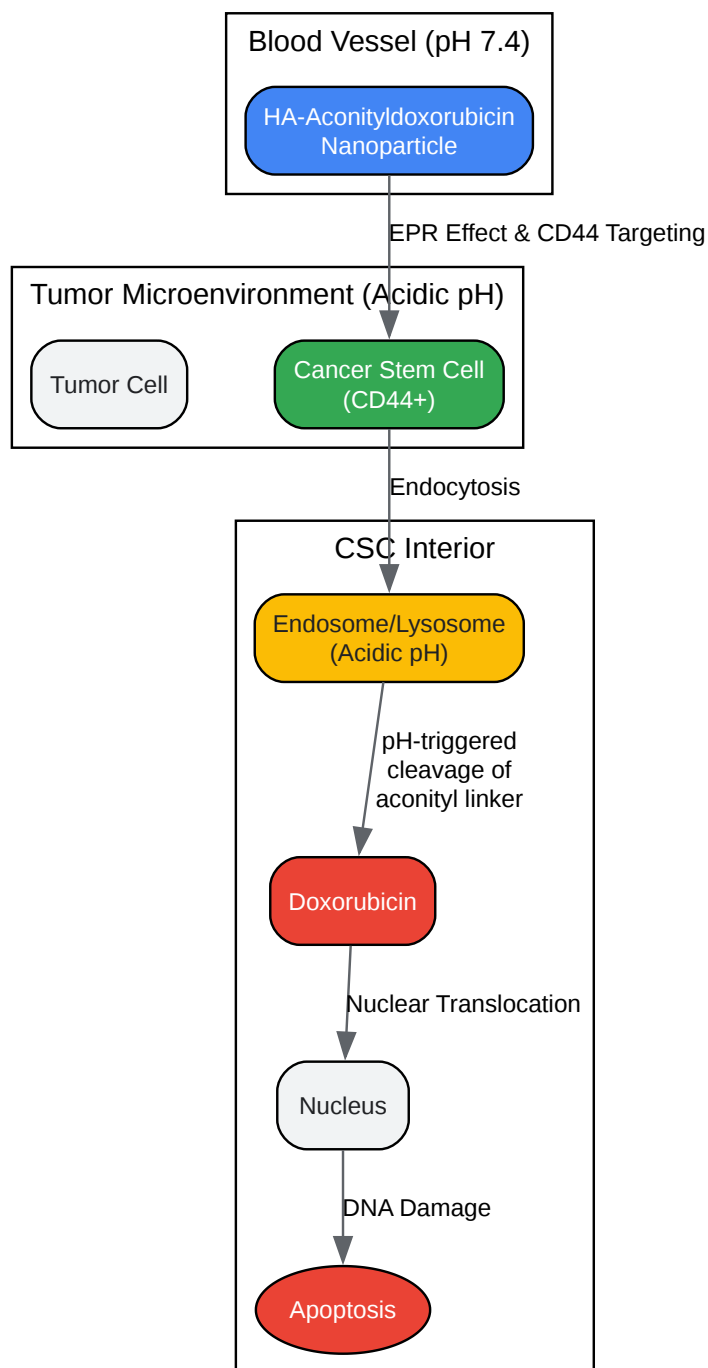 Blood Vessel (pH 7.4)
HA-Aconityldoxorubicin
Nanoparticle
EPR Effect & CD44 Targeting
Tumor Microenvironment (Acidic pH)
Tumor Cell
Cancer Stem Cell
(CD44+)
Endocytosis
CSC Interior
Endosome/Lysosome
(Acidic pH)
pH-triggered
cleavage of
aconityl linker
Doxorubicin
Nuclear Translocation
Nucleus
DNA Damage
Apoptosis